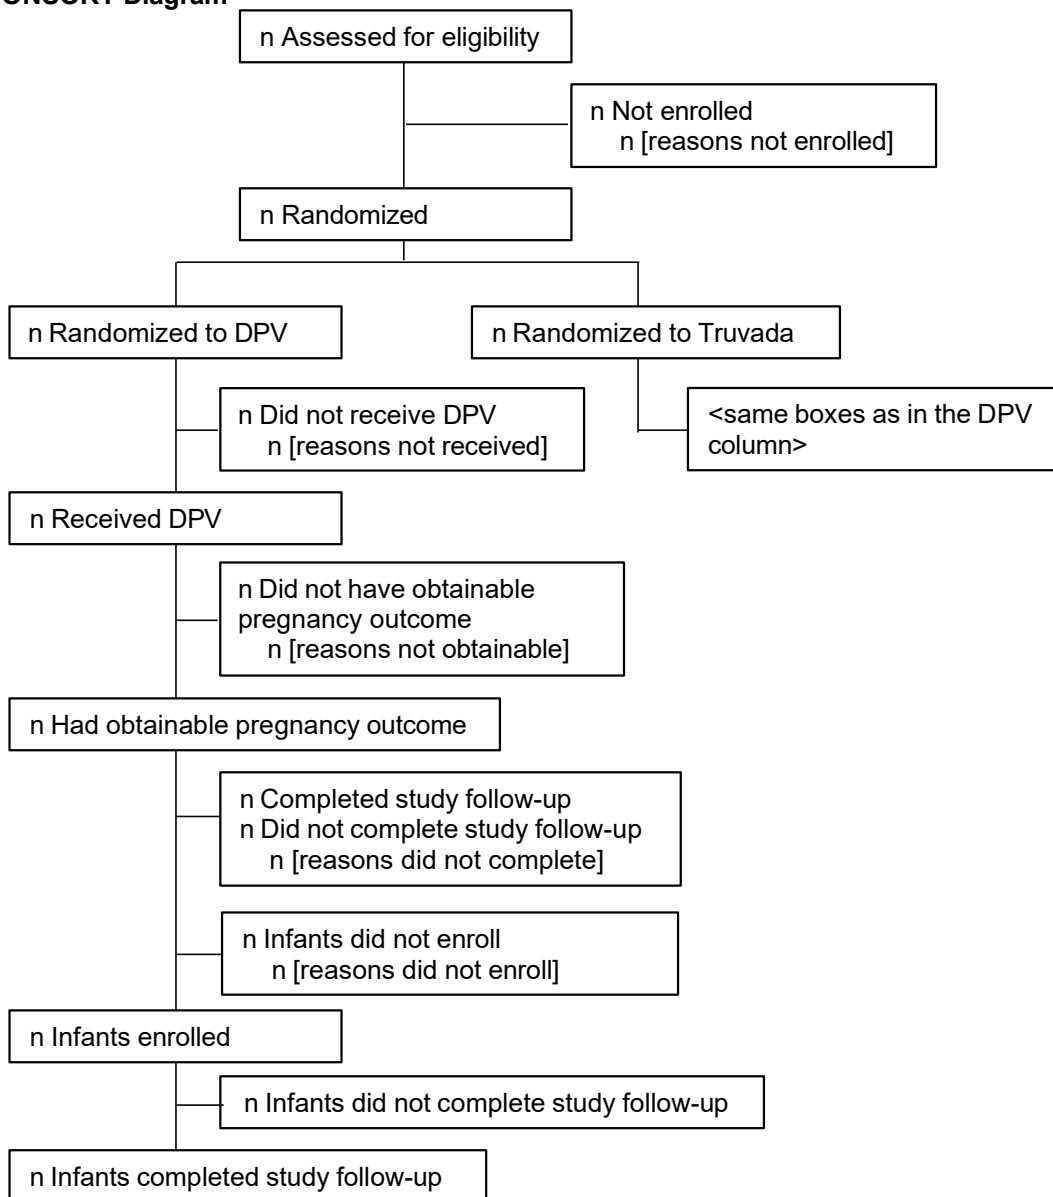 ONSORT Diagram
n Assessed for eligibility
n Not enrolled
n [reasons not enrolled]
n Randomized
n Randomized to DPV
n Randomized to Truvada
n Did not receive DPV
n [reasons not received]
<same boxes as in the DPV
column>
n Received DPV
n Did not have obtainable
pregnancy outcome
n [reasons not obtainable]
n Had obtainable pregnancy outcome
n Completed study follow-up
n Did not complete study follow-up
n [reasons did not complete]
n Infants did not enroll
n [reasons did not enroll]
n Infants enrolled
n Infants did not complete study follow-up
n Infants completed study follow-up